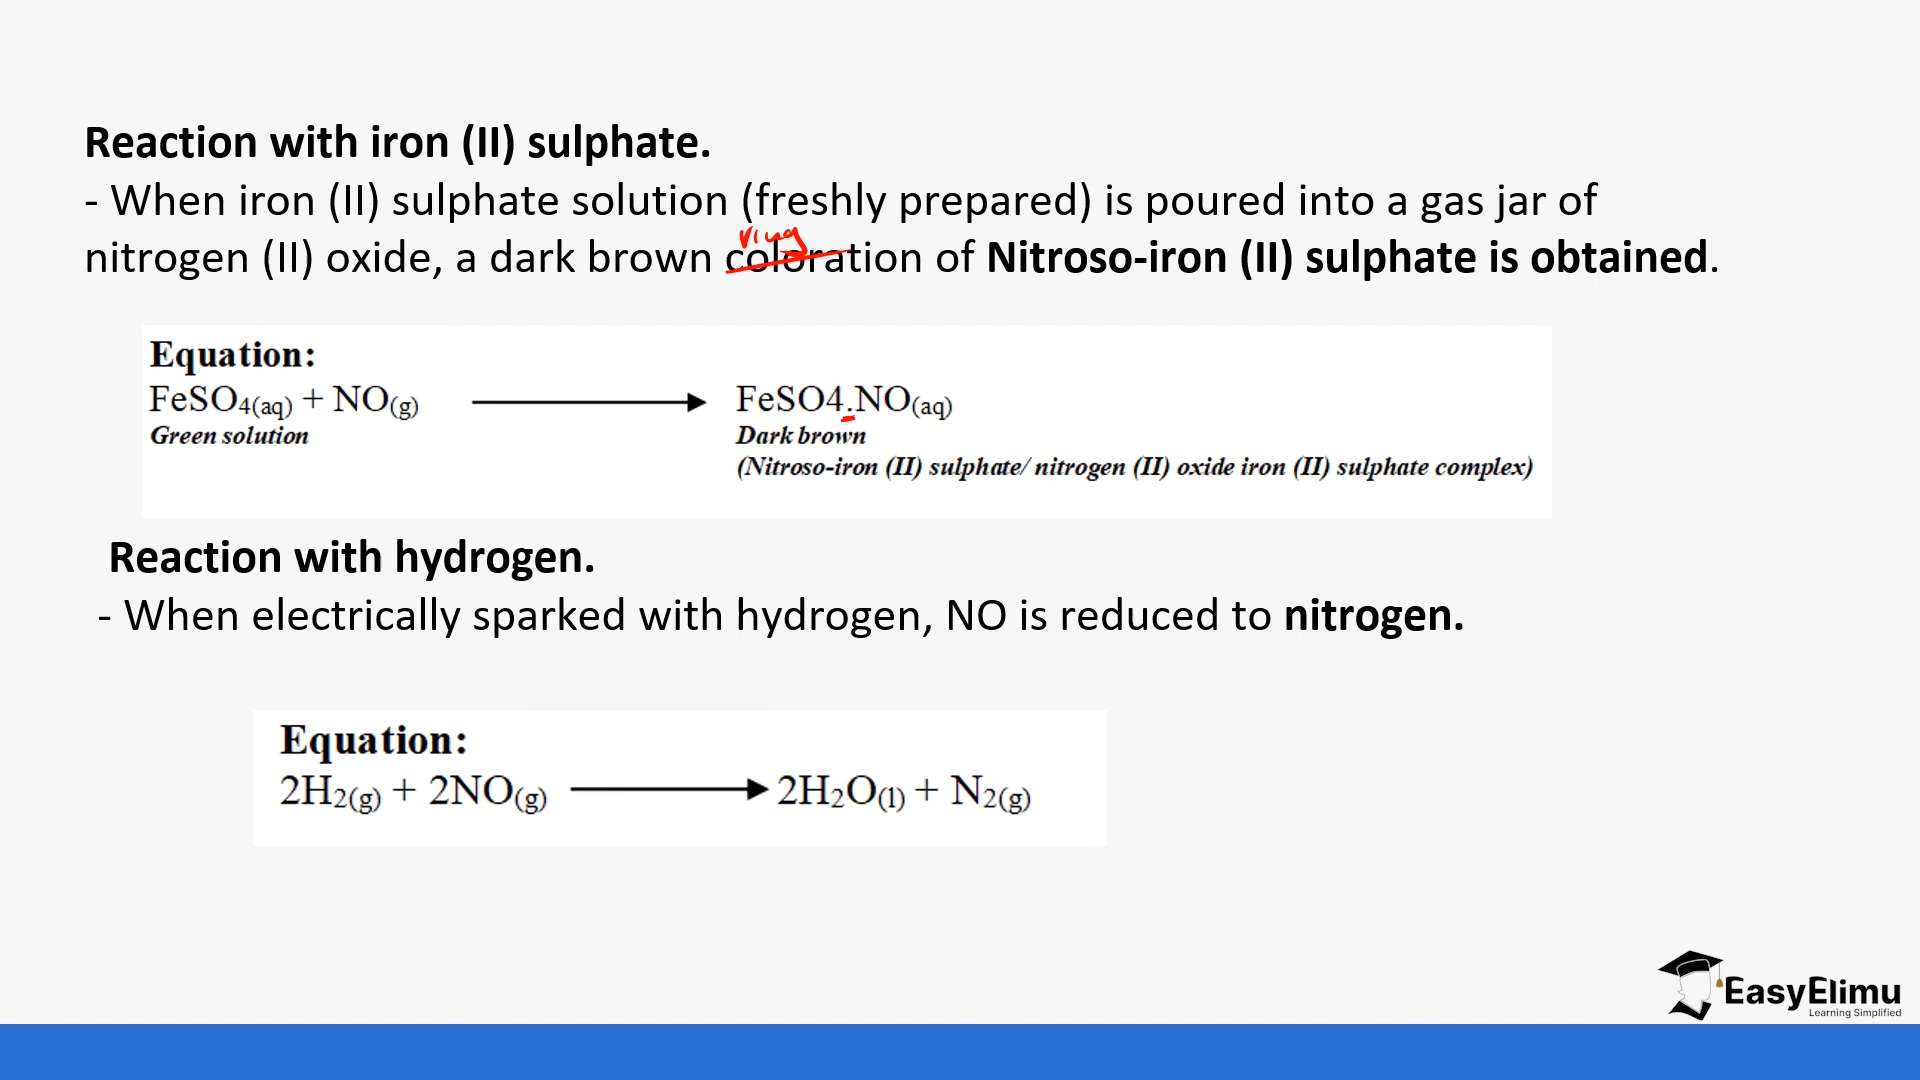 Reaction with iron (II) sulphate.
- When iron (II) sulphate solution (freshly prepared) is poured into a gas jar of
ring
nitrogen (II) oxide, a dark brown coloration of Nitroso-iron (II) sulphate is obtained.
Equation:
FeSO4(aq) + NO(g) ⟶ FeSO4.NO(aq)
Green solution Dark brown
(Nitroso-iron (II) sulphate/ nitrogen (II) oxide iron (II) sulphate complex)
Reaction with hydrogen.
- When electrically sparked with hydrogen, NO is reduced to nitrogen.
Equation:
2H2(g) + 2NO(g) ⟶ 2H2O(l) + N2(g)
EasyElimu
Learning Simplified